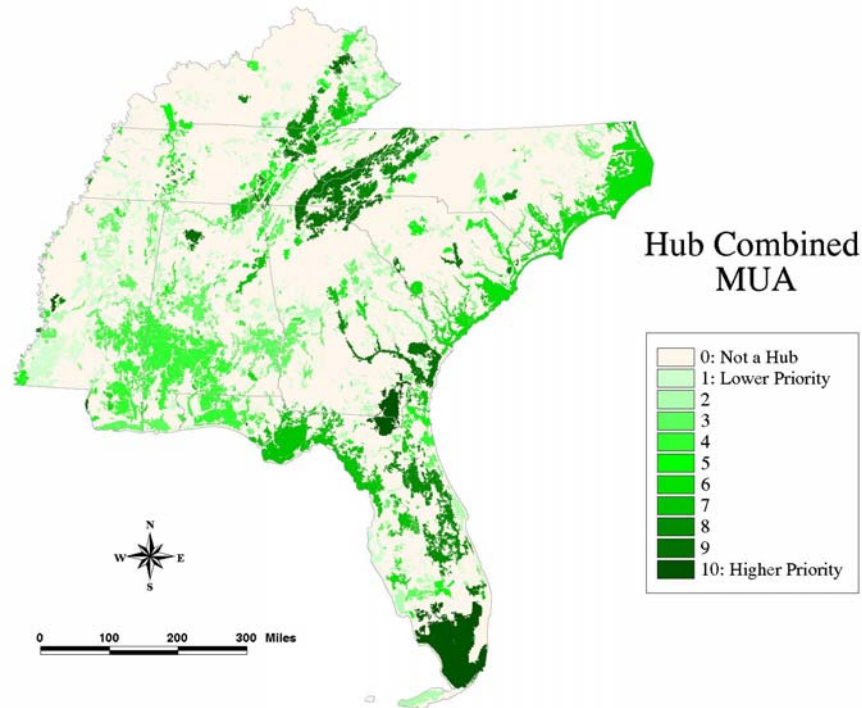 Hub Combined
MUA
0: Not a Hub
1: Lower Priority
2
3
4
5
6
7
8
9
10: Higher Priority
N
W E
S
0 100 200 300 Miles